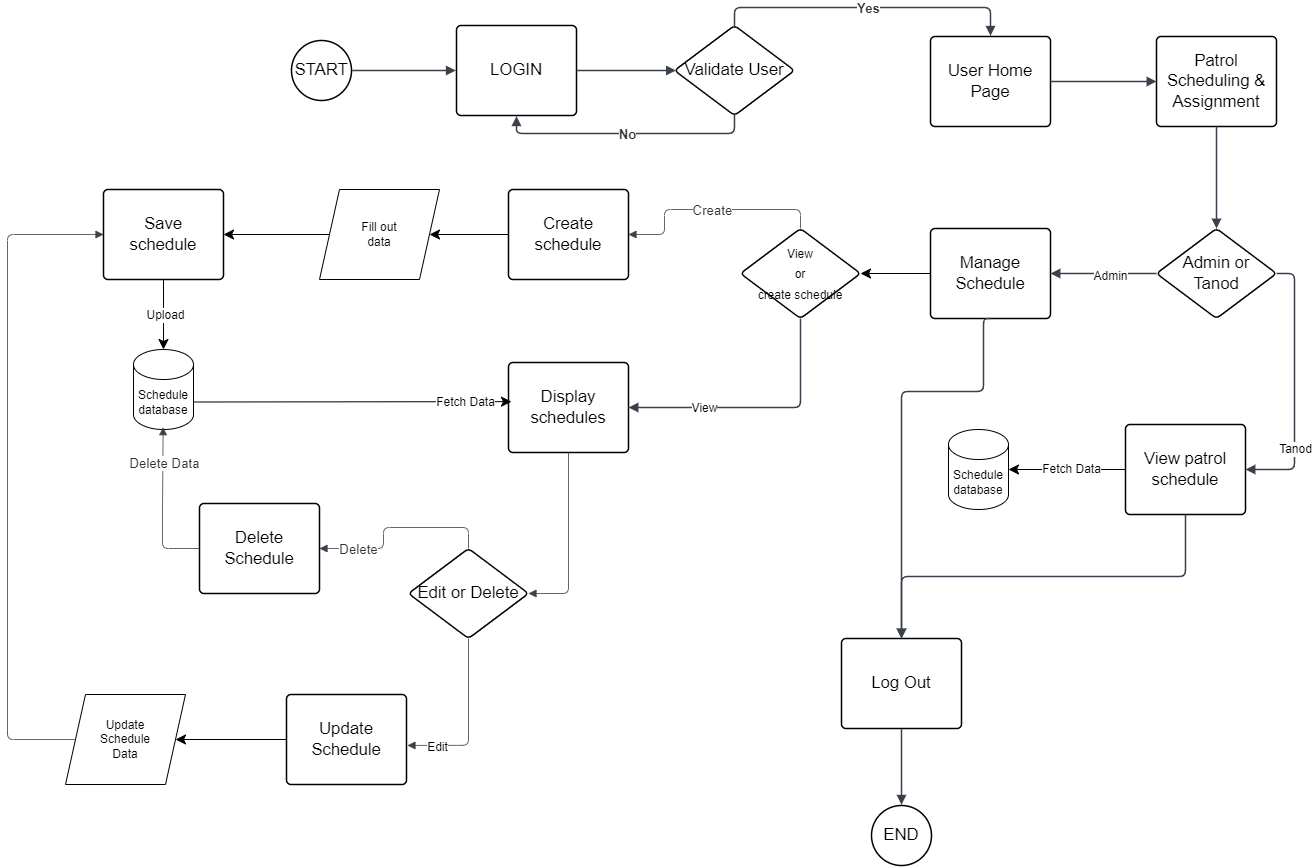 Yes
START
LOGIN
Validate User
User Home
Page
Patrol
Scheduling &
Assignment
No
Save
schedule
Fill out
data
Create
schedule
Create
View
or
create schedule
Manage
Schedule
Admin
Admin or
Tanod
Upload
Schedule
database
Fetch Data
Display
schedules
View
Tanod
Delete Data
Schedule
database
Fetch Data
View patrol
schedule
Delete
Schedule
Delete
Edit or Delete
Log Out
Update
Schedule
Data
Update
Schedule
Edit
END